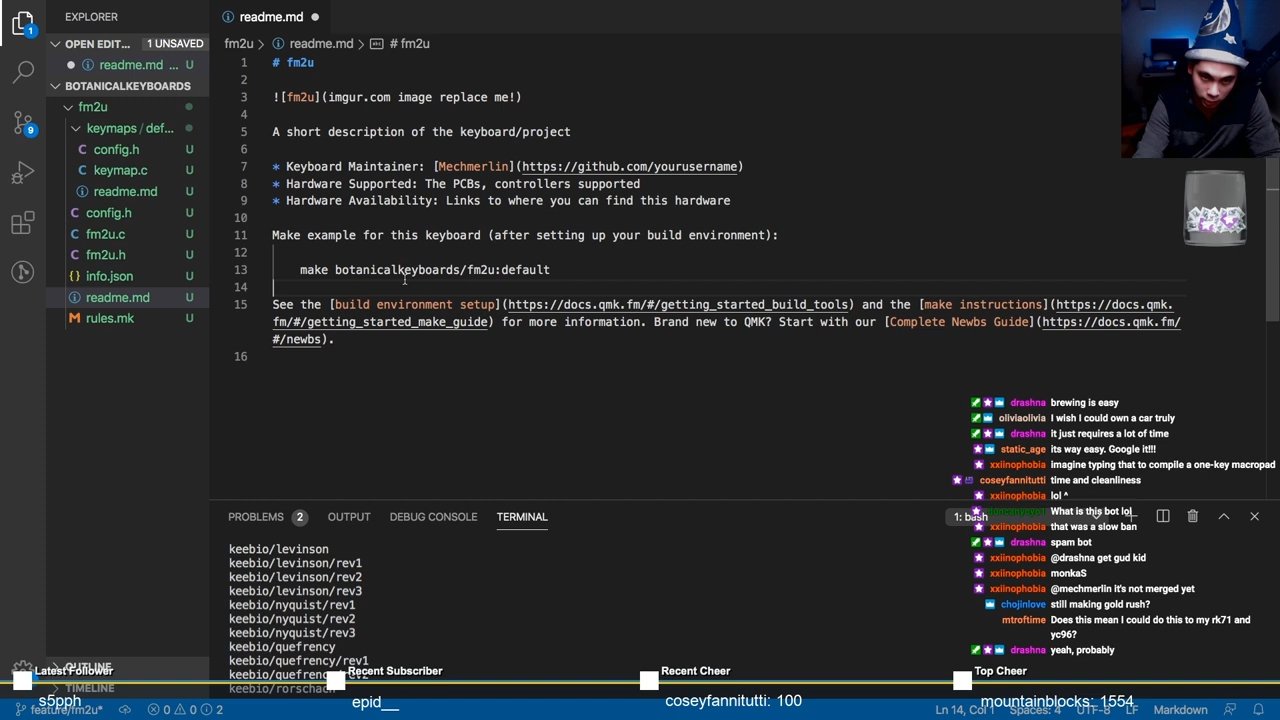 EXPLORER
OPEN EDIT... 1 UNSAVED
readme.md ... U
BOTANICALKEYBOARDS
fm2u
keymaps / def...
config.h U
keymap.c U
readme.md U
config.h U
fm2u.c U
fm2u.h U
info.json U
readme.md U
rules.mk U
OUTLINE
TIMELINE
1
9
readme.md
fm2u > readme.md > # fm2u
1 # fm2u
2
3 ![fm2u](imgur.com image replace me!)
4
5 A short description of the keyboard/project
6
7 * Keyboard Maintainer: [Mechmerlin](https://github.com/yourusername)
8 * Hardware Supported: The PCBs, controllers supported
9 * Hardware Availability: Links to where you can find this hardware
10
11 Make example for this keyboard (after setting up your build environment):
12
13 make botanicalkeyboards/fm2u:default
14
15 See the [build environment setup](https://docs.qmk.fm/#/getting_started_build_tools) and the [make instructions](https://docs.qmk.
fm/#/getting_started_make_guide) for more information. Brand new to QMK? Start with our [Complete Newbs Guide](https://docs.qmk.fm/
#/newbs).
16
PROBLEMS 2 OUTPUT DEBUG CONSOLE TERMINAL
1: bash
keebio/levinson
keebio/levinson/rev1
keebio/levinson/rev2
keebio/levinson/rev3
keebio/nyquist/rev1
keebio/nyquist/rev2
keebio/nyquist/rev3
keebio/quefrency
keebio/quefrency/rev1
keebio/rorschach
drashna brewing is easy
oliviaolivia I wish I could own a car truly
drashna it just requires a lot of time
static_age its way easy. Google it!!!
xxiinophobia imagine typing that to compile a one-key macropad
coseyfannitutti time and cleanliness
xxiinophobia lol ^
What is this bot lol
xxiinophobia that was a slow ban
drashna spam bot
xxiinophobia @drashna get gud kid
xxiinophobia monkaS
xxiinophobia @mechmerlin it's not merged yet
chojinlove still making gold rush?
mtroftime Does this mean I could do this to my rk71 and
yc96?
drashna yeah, probably
Latest Follower
s5pph
Recent Subscriber
epid__
Recent Cheer
coseyfannitutti: 100
Top Cheer
mountainblocks: 1554
feature/fm2u* 0 0 2
Ln 14, Col 1 Spaces: 4 UTF-8 LF Markdown